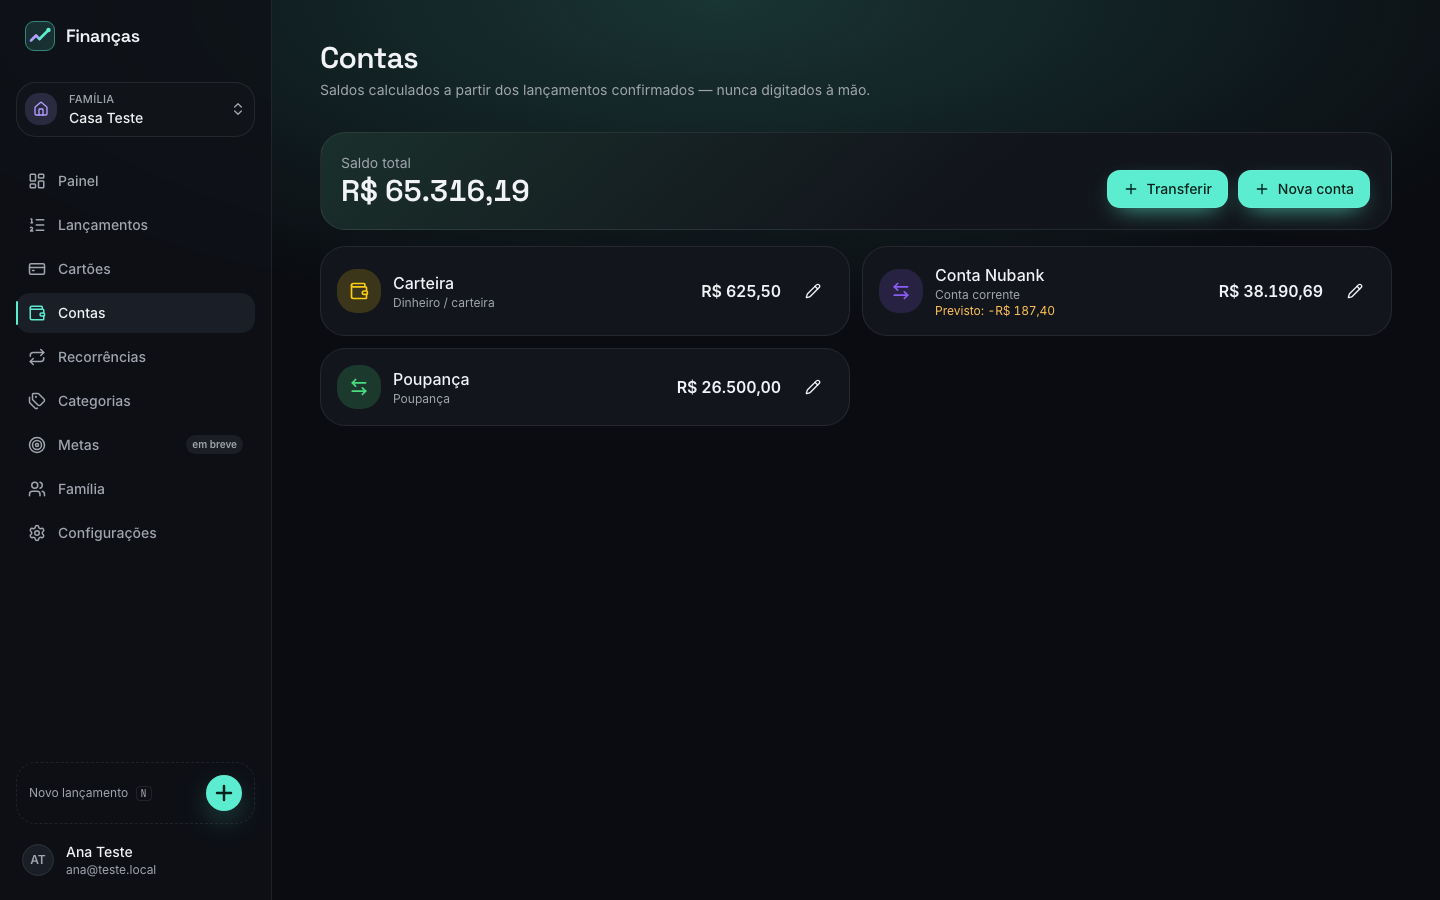 Finanças
FAMÍLIA
Casa Teste
Painel
Lançamentos
Cartões
Contas
Recorrências
Categorias
Metas
em breve
Família
Configurações
Novo lançamento N
AT
Ana Teste
ana@teste.local
Contas
Saldos calculados a partir dos lançamentos confirmados — nunca digitados à mão.
Saldo total
R$ 65.316,19
Transferir
Nova conta
Carteira
Dinheiro / carteira
R$ 625,50
Conta Nubank
Conta corrente
Previsto: -R$ 187,40
R$ 38.190,69
Poupança
Poupança
R$ 26.500,00